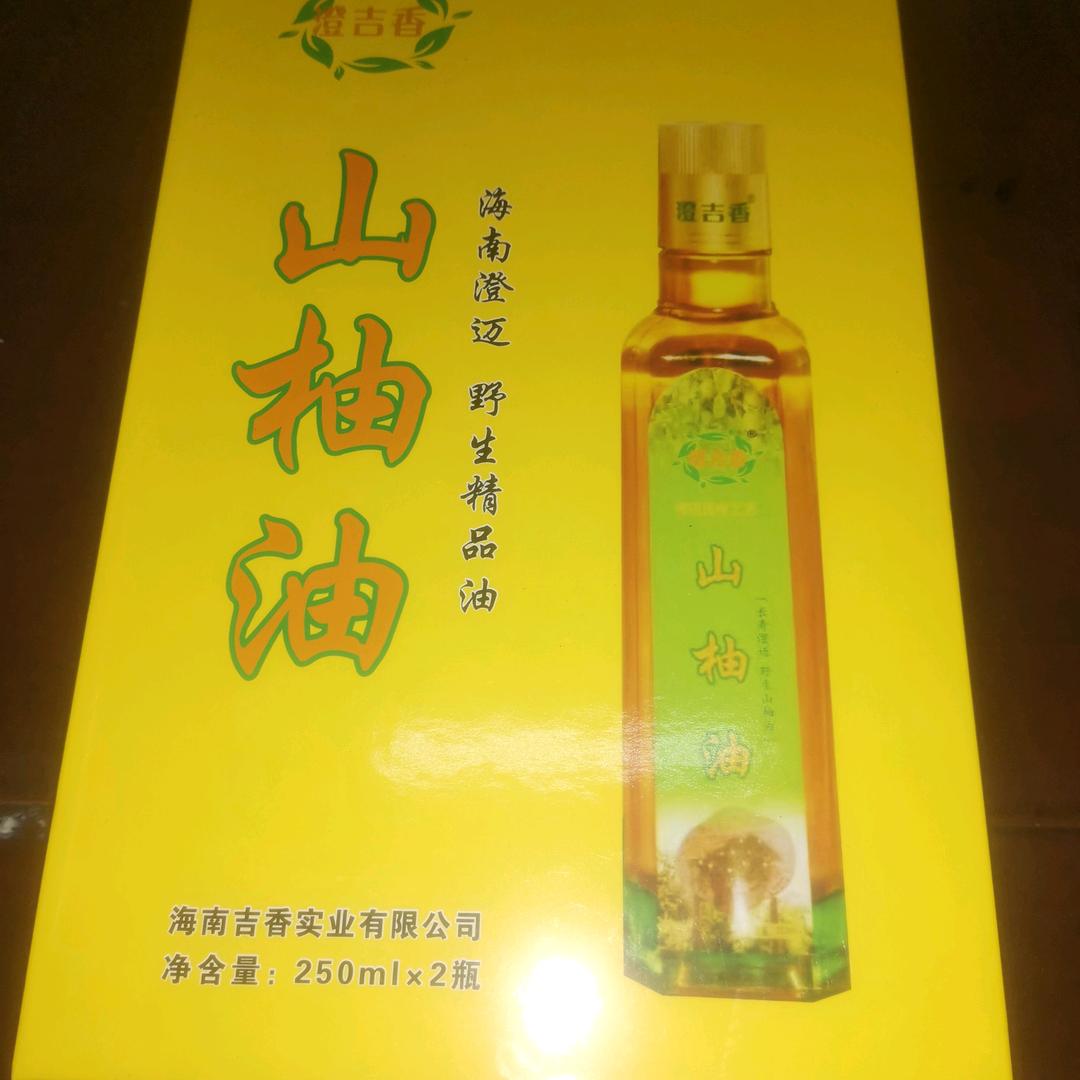 澄吉香
山柚油
海南澄迈 野生精品油
澄吉香®
®
山柚油
海南吉香实业有限公司
净含量：250ml×2瓶